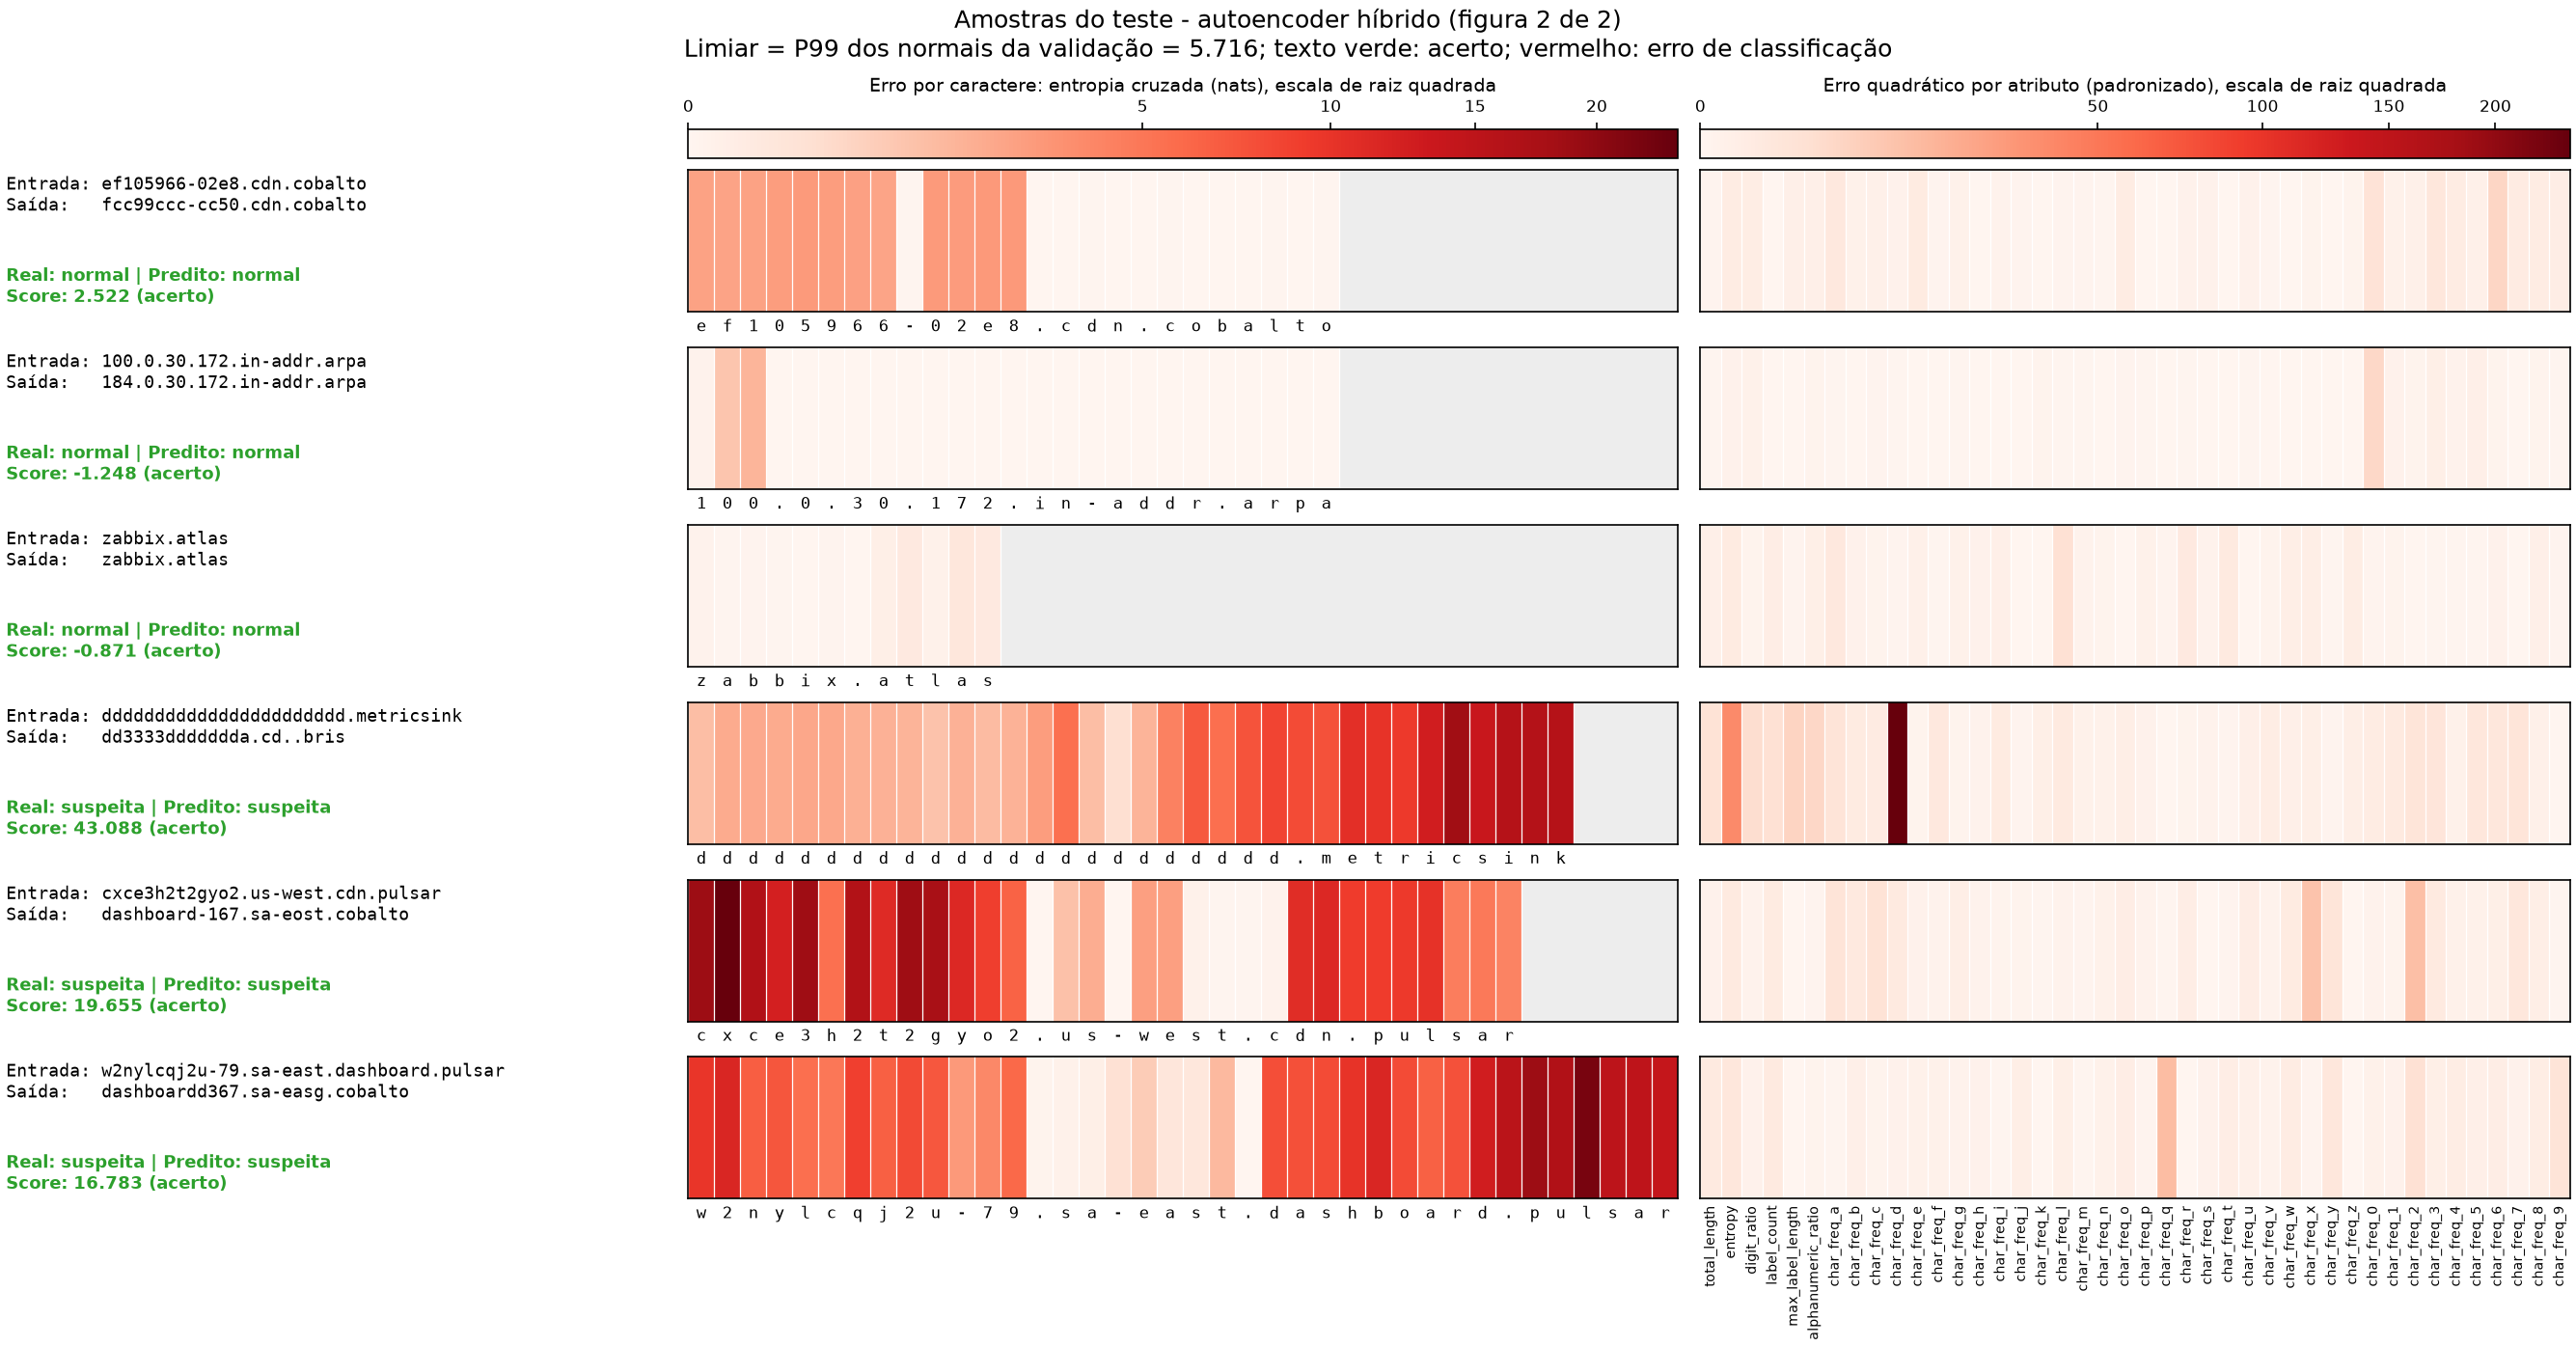 Amostras do teste - autoencoder híbrido (figura 2 de 2)
Limiar = P99 dos normais da validação = 5.716; texto verde: acerto; vermelho: erro de classificação
Erro por caractere: entropia cruzada (nats), escala de raiz quadrada
0 5 10 15 20
Erro quadrático por atributo (padronizado), escala de raiz quadrada
0 50 100 150 200
Entrada: ef105966-02e8.cdn.cobalto
Saída: fcc99ccc-cc50.cdn.cobalto
Real: normal | Predito: normal
Score: 2.522 (acerto)
e f 1 0 5 9 6 6 - 0 2 e 8 . c d n . c o b a l t o
Entrada: 100.0.30.172.in-addr.arpa
Saída: 184.0.30.172.in-addr.arpa
Real: normal | Predito: normal
Score: -1.248 (acerto)
1 0 0 . 0 . 3 0 . 1 7 2 . i n - a d d r . a r p a
Entrada: zabbix.atlas
Saída: zabbix.atlas
Real: normal | Predito: normal
Score: -0.871 (acerto)
z a b b i x . a t l a s
Entrada: ddddddddddddddddddddddd.metricsink
Saída: dd3333ddddddda.cd..bris
Real: suspeita | Predito: suspeita
Score: 43.088 (acerto)
d d d d d d d d d d d d d d d d d d d d d d d . m e t r i c s i n k
Entrada: cxce3h2t2gyo2.us-west.cdn.pulsar
Saída: dashboard-167.sa-eost.cobalto
Real: suspeita | Predito: suspeita
Score: 19.655 (acerto)
c x c e 3 h 2 t 2 g y o 2 . u s - w e s t . c d n . p u l s a r
Entrada: w2nylcqj2u-79.sa-east.dashboard.pulsar
Saída: dashboardd367.sa-easg.cobalto
Real: suspeita | Predito: suspeita
Score: 16.783 (acerto)
w 2 n y l c q j 2 u - 7 9 . s a - e a s t . d a s h b o a r d . p u l s a r
total_length
entropy
digit_ratio
label_count
max_label_length
alphanumeric_ratio
char_freq_a
char_freq_b
char_freq_c
char_freq_d
char_freq_e
char_freq_f
char_freq_g
char_freq_h
char_freq_i
char_freq_j
char_freq_k
char_freq_l
char_freq_m
char_freq_n
char_freq_o
char_freq_p
char_freq_q
char_freq_r
char_freq_s
char_freq_t
char_freq_u
char_freq_v
char_freq_w
char_freq_x
char_freq_y
char_freq_z
char_freq_0
char_freq_1
char_freq_2
char_freq_3
char_freq_4
char_freq_5
char_freq_6
char_freq_7
char_freq_8
char_freq_9